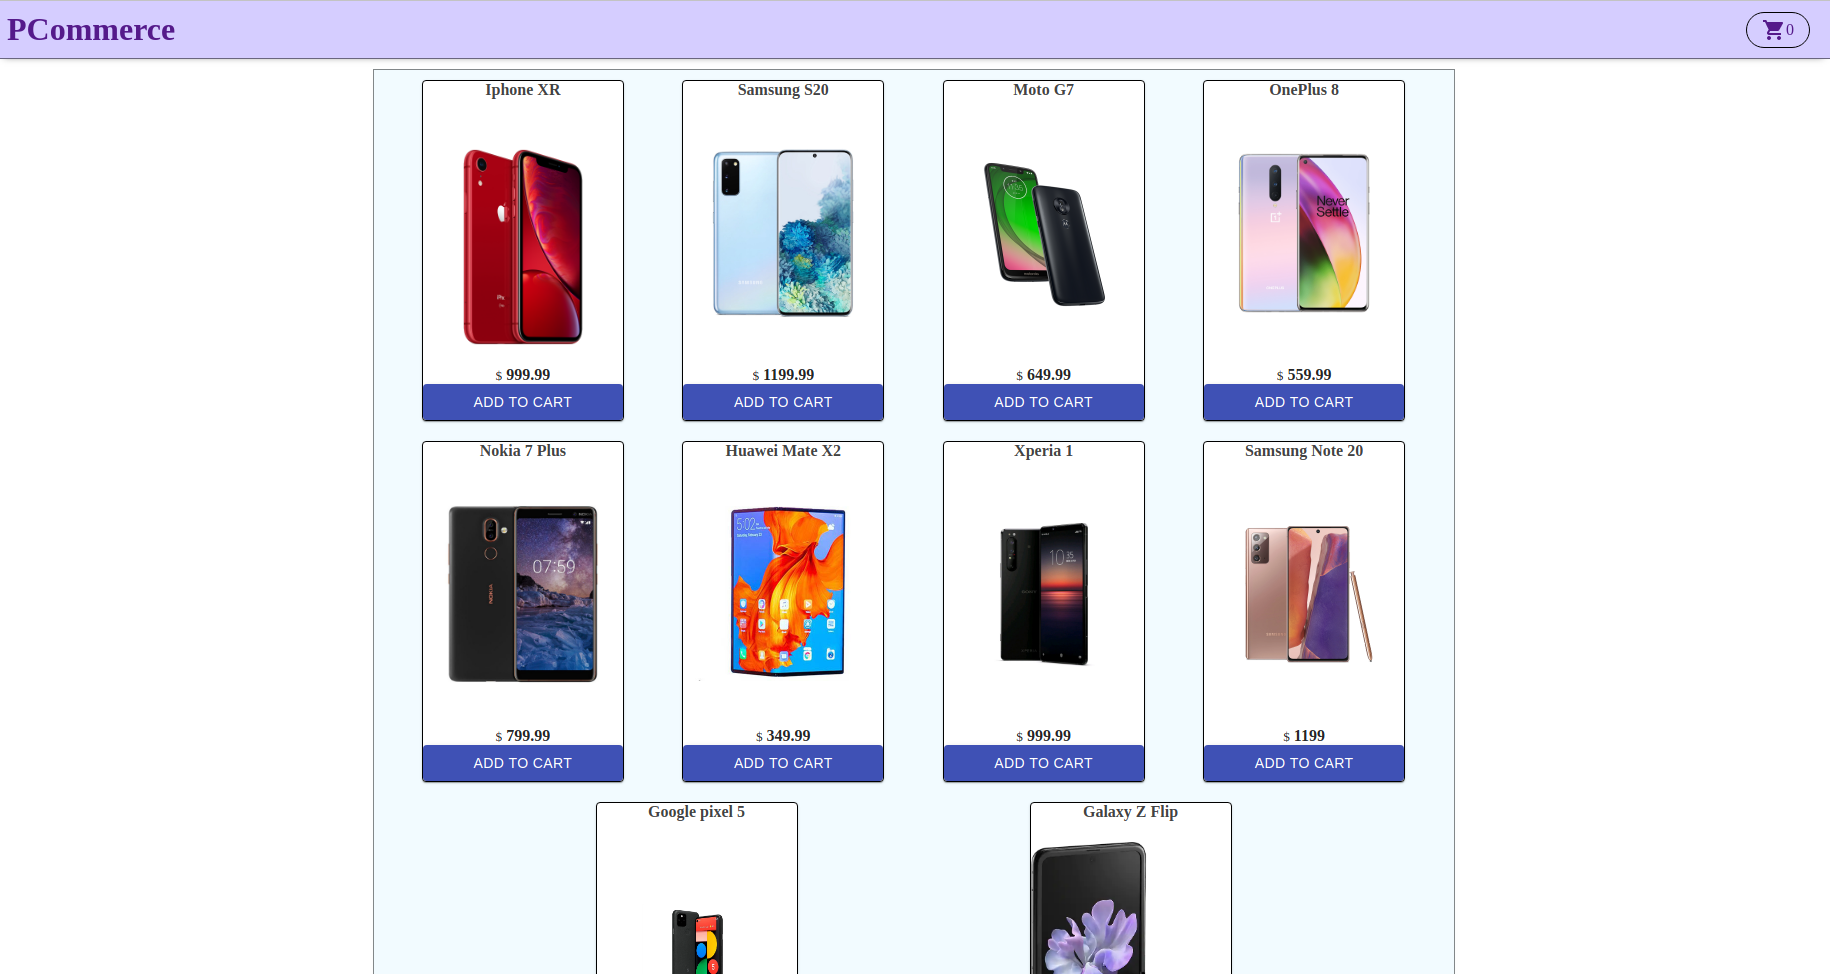 PCommerce
0
Iphone XR
Samsung S20
Moto G7
OnePlus 8
Never
Settle
$ 999.99
$ 1199.99
$ 649.99
$ 559.99
ADD TO CART
ADD TO CART
ADD TO CART
ADD TO CART
Nokia 7 Plus
Huawei Mate X2
Xperia 1
Samsung Note 20
5:02
07:59
NOKIA
10 35
$ 799.99
$ 349.99
$ 999.99
$ 1199
ADD TO CART
ADD TO CART
ADD TO CART
ADD TO CART
Google pixel 5
Galaxy Z Flip